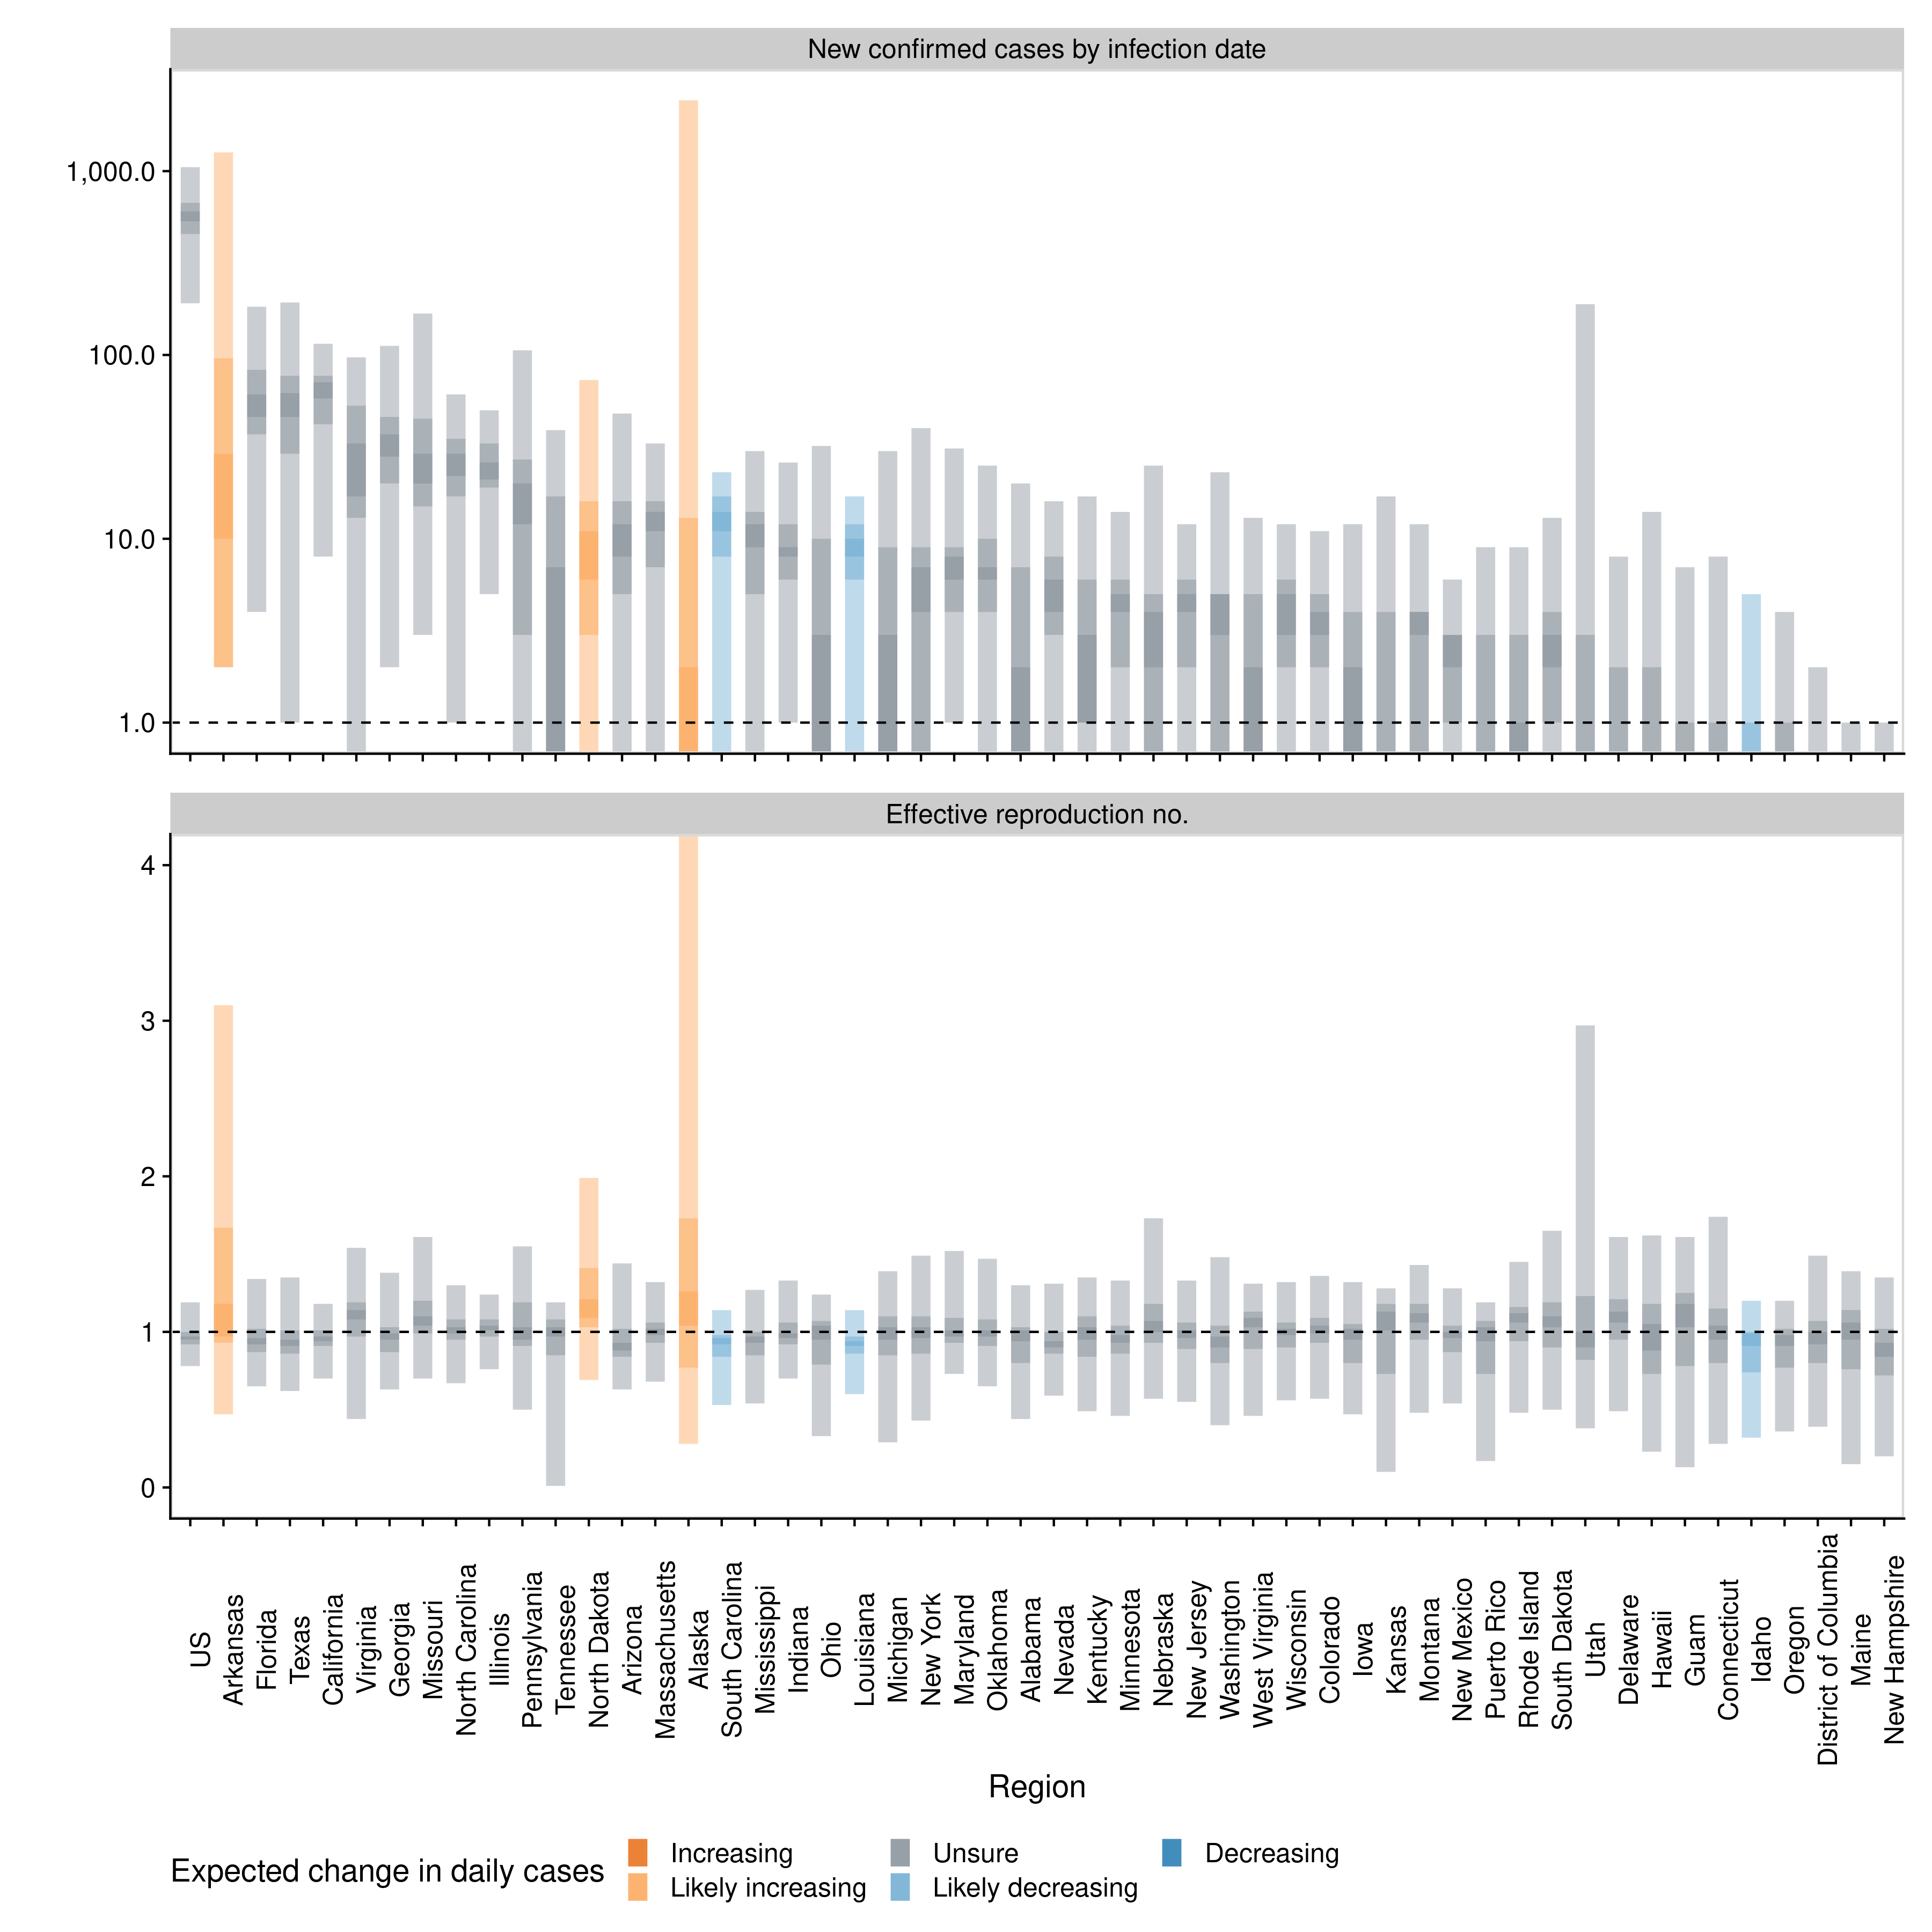 New confirmed cases by infection date
1,000.0
100.0
10.0
1.0
Effective reproduction no.
4
3
2
1
0
US
Arkansas
Florida
Texas
California
Virginia
Georgia
Missouri
North Carolina
Illinois
Pennsylvania
Tennessee
North Dakota
Arizona
Massachusetts
Alaska
South Carolina
Mississippi
Indiana
Ohio
Louisiana
Michigan
New York
Maryland
Oklahoma
Alabama
Nevada
Kentucky
Minnesota
Nebraska
New Jersey
Washington
West Virginia
Wisconsin
Colorado
Iowa
Kansas
Montana
New Mexico
Puerto Rico
Rhode Island
South Dakota
Utah
Delaware
Hawaii
Guam
Connecticut
Idaho
Oregon
District of Columbia
Maine
New Hampshire
Region
Expected change in daily cases
Increasing
Likely increasing
Unsure
Likely decreasing
Decreasing